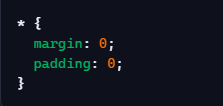 * {
  margin: 0;
  padding: 0;
}